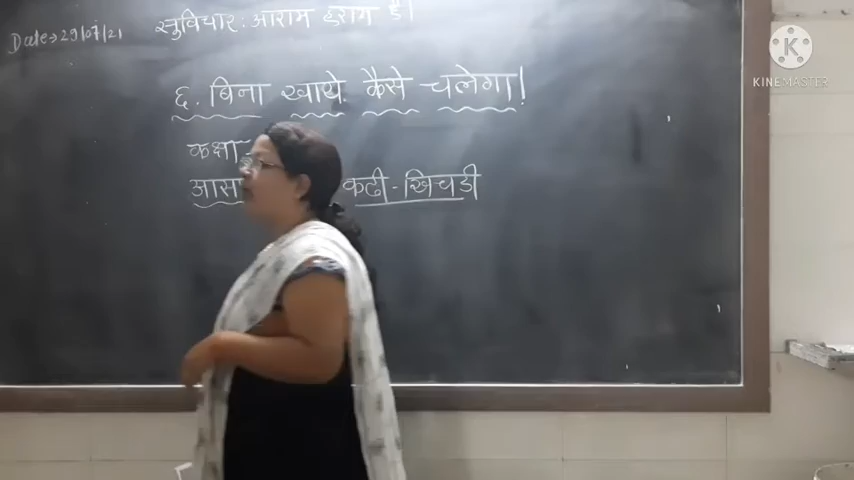 Date→29/07/21
सुविचार: आराम हराम है।
६. बिना खाये कैसे चलेगा!
कक्षा-
आस कढी-खिचडी
KINEMASTER